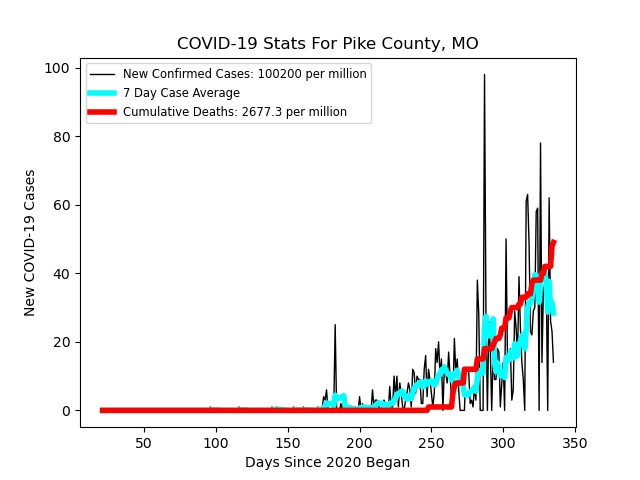 COVID-19 Stats For Pike County, MO
New Confirmed Cases: 100200 per million
7 Day Case Average
Cumulative Deaths: 2677.3 per million
New COVID-19 Cases
100
80
60
40
20
0
50 100 150 200 250 300 350
Days Since 2020 Began